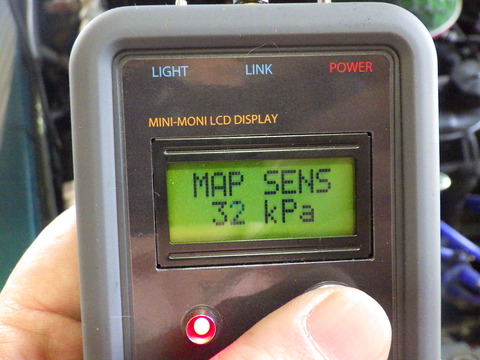 LIGHT LINK POWER
MINI-MONI LCD DISPLAY
MAP SENS
32 kPa